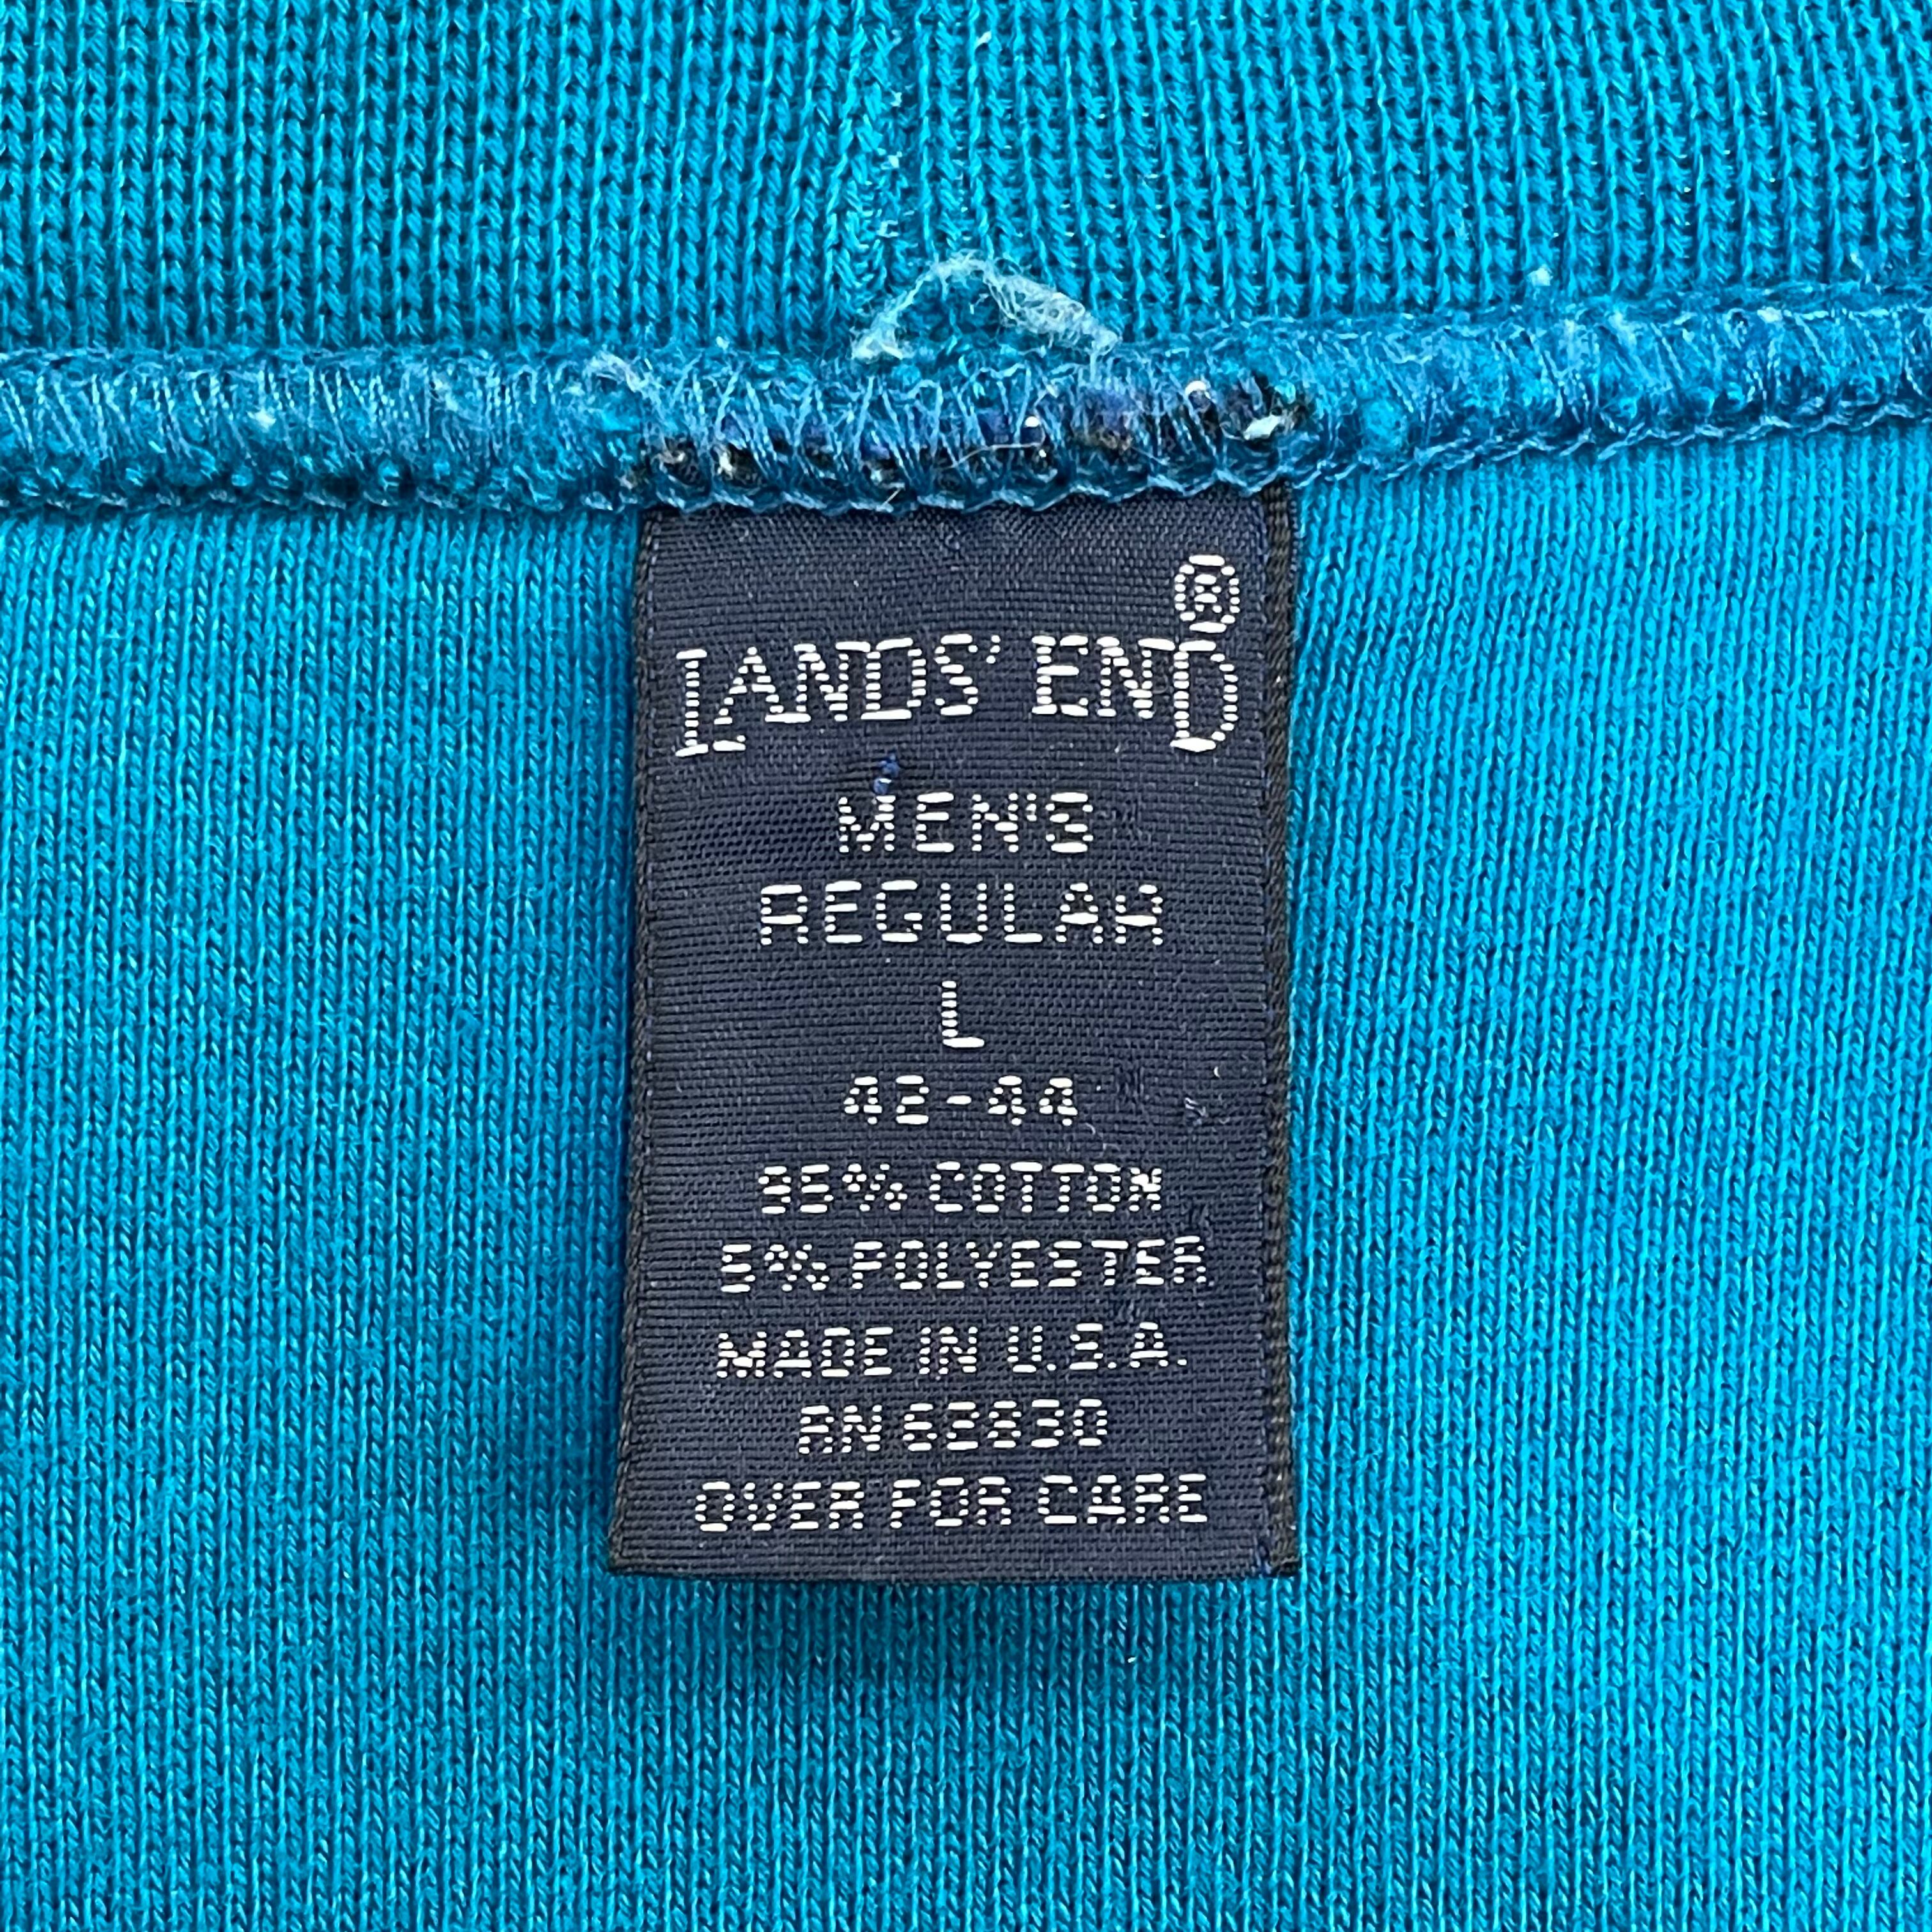 LANDS' END®
MEN'S
REGULAR
L
42-44
95% COTTON
5% POLYESTER
MADE IN U.S.A.
RN 62830
OVER FOR CARE